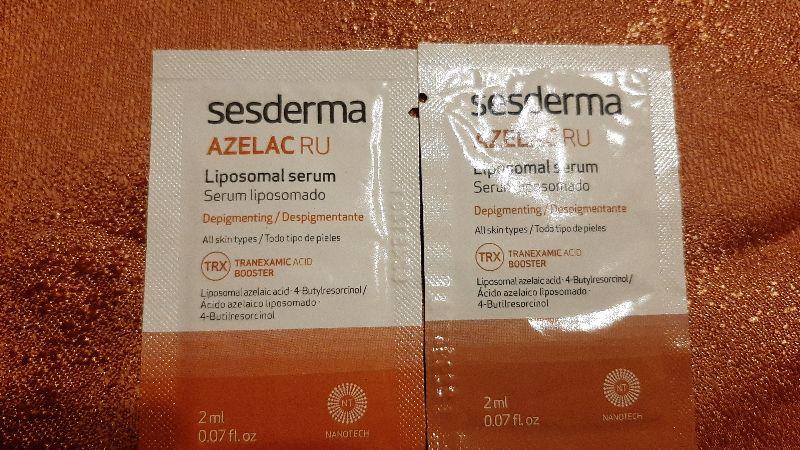 sesderma
AZELAC RU
Liposomal serum
Serum liposomado
Depigmenting / Despigmentante
All skin types / Todo tipo de pieles
TRX
TRANEXAMIC ACID
BOOSTER
Liposomal azelaic acid · 4-Butylresorcinol /
Ácido azelaico liposomado ·
4-Butilresorcinol
2 ml
0.07 fl. oz
NT
NANOTECH
sesderma
AZELAC RU
Liposomal serum
Serum liposomado
Depigmenting / Despigmentante
All skin types / Todo tipo de pieles
TRX
TRANEXAMIC ACID
BOOSTER
Liposomal azelaic acid · 4-Butylresorcinol /
Ácido azelaico liposomado ·
4-Butilresorcinol
2 ml
0.07 fl. oz
NT
NANOTECH